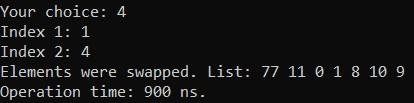 Your choice: 4
Index 1: 1
Index 2: 4
Elements were swapped. List: 77 11 0 1 8 10 9
Operation time: 900 ns.